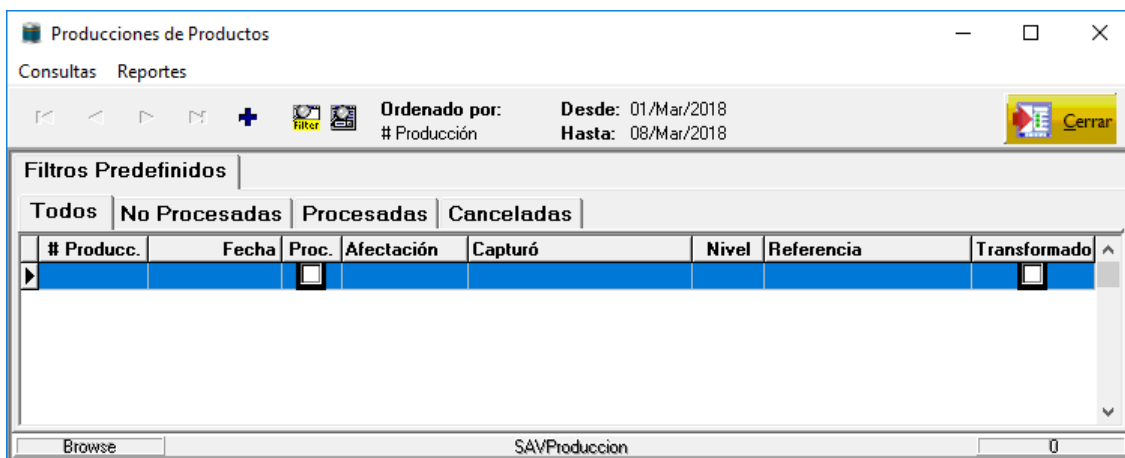 Producciones de Productos
Consultas Reportes
Filter
Ordenado por: Desde: 01/Mar/2018
# Producción Hasta: 08/Mar/2018
Cerrar
Filtros Predefinidos
Todos No Procesadas Procesadas Canceladas
# Producc. Fecha Proc. Afectación Capturó Nivel Referencia Transformado
Browse SAVProduccion 0